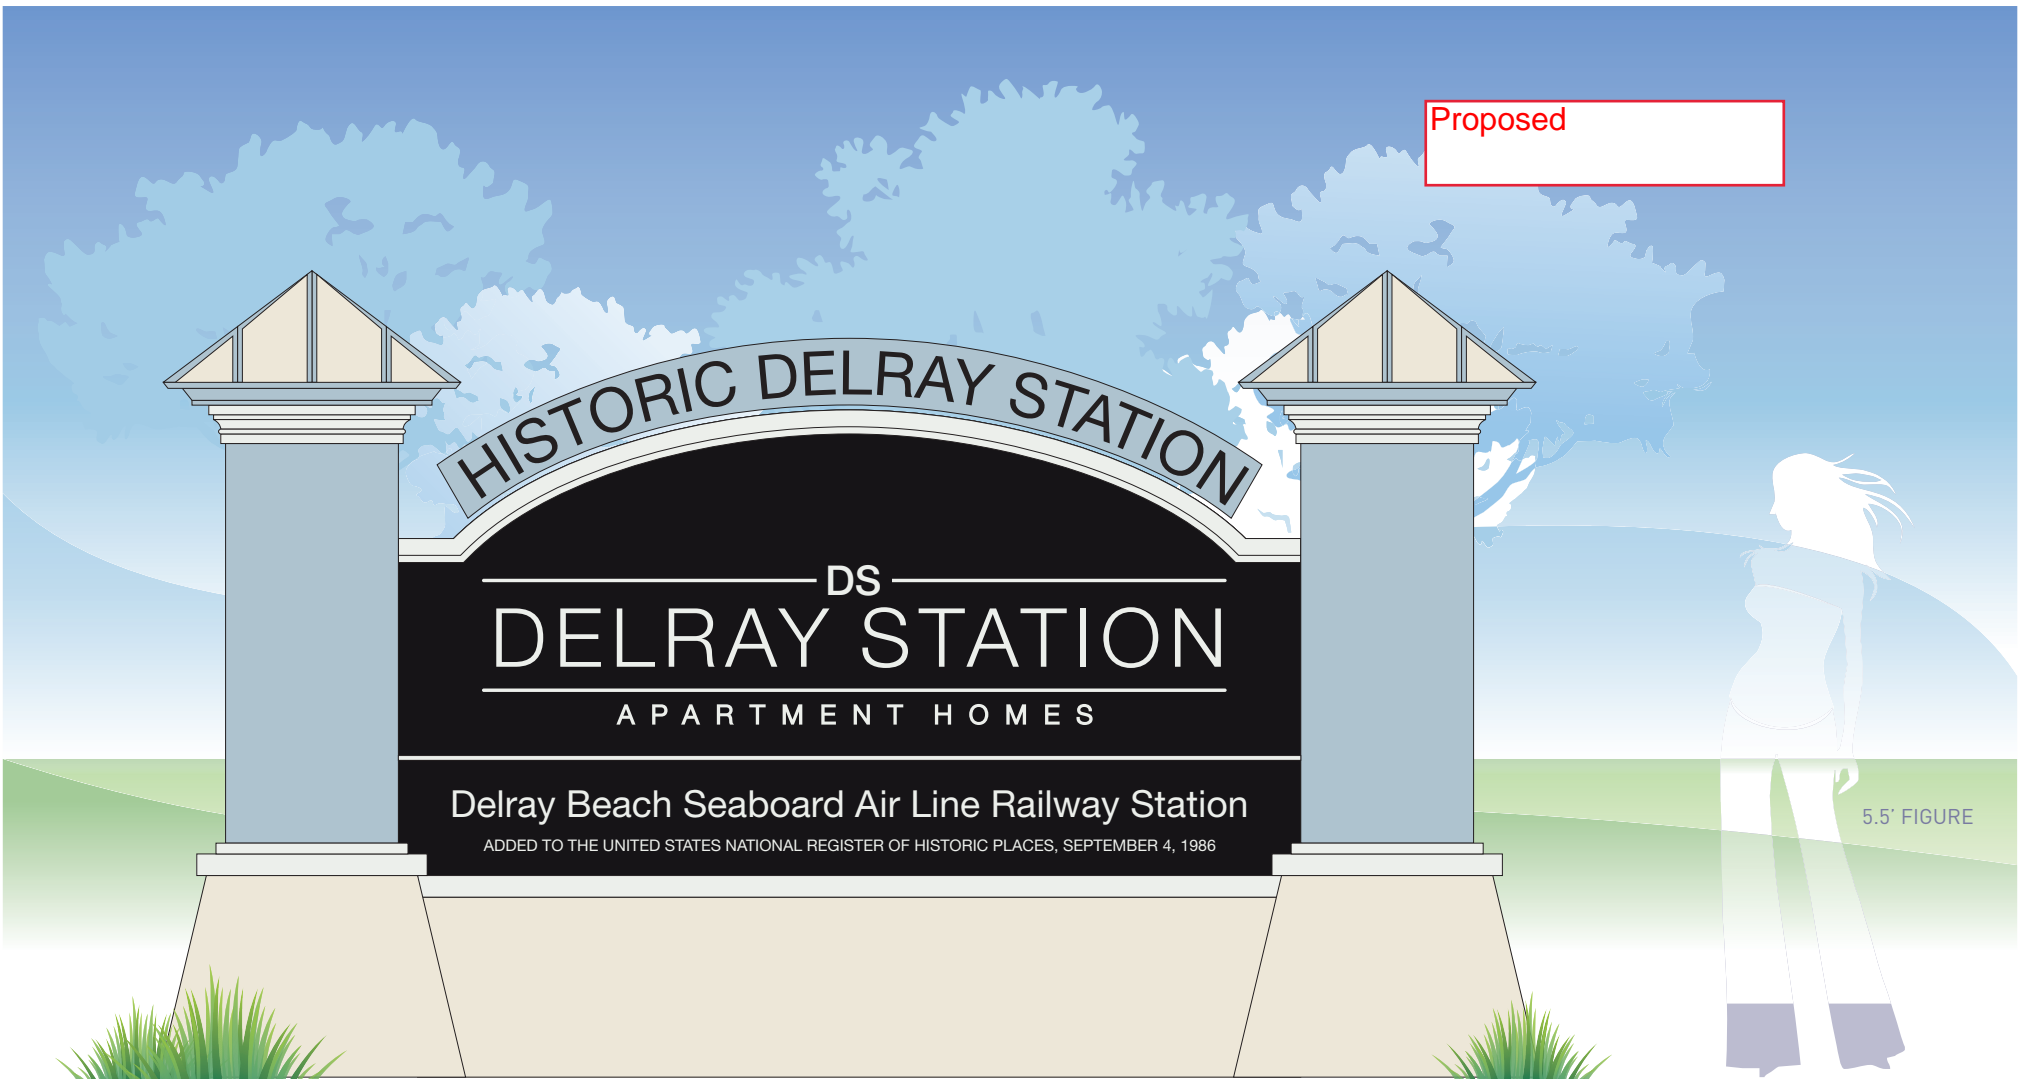 Proposed
HISTORIC DELRAY STATION
DS
DELRAY STATION
APARTMENT HOMES
Delray Beach Seaboard Air Line Railway Station
ADDED TO THE UNITED STATES NATIONAL REGISTER OF HISTORIC PLACES, SEPTEMBER 4, 1986
5.5' FIGURE